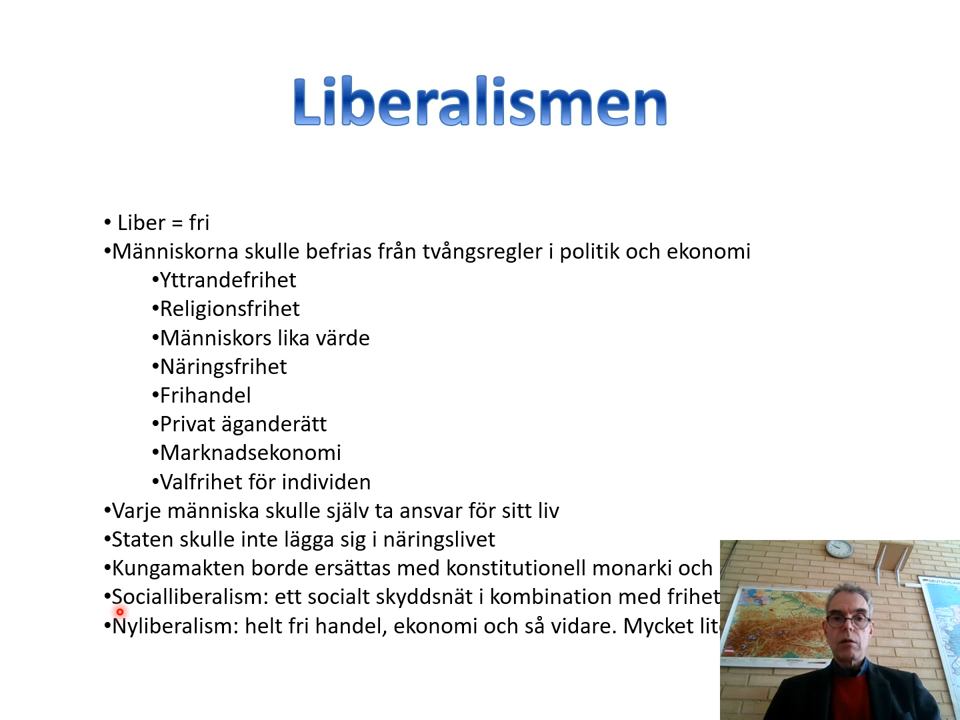 Liberalismen
• Liber = fri
•Människorna skulle befrias från tvångsregler i politik och ekonomi
•Yttrandefrihet
•Religionsfrihet
•Människors lika värde
•Näringsfrihet
•Frihandel
•Privat äganderätt
•Marknadsekonomi
•Valfrihet för individen
•Varje människa skulle själv ta ansvar för sitt liv
•Staten skulle inte lägga sig i näringslivet
•Kungamakten borde ersättas med konstitutionell monarki och
•Socialliberalism: ett socialt skyddsnät i kombination med frihet
•Nyliberalism: helt fri handel, ekonomi och så vidare. Mycket